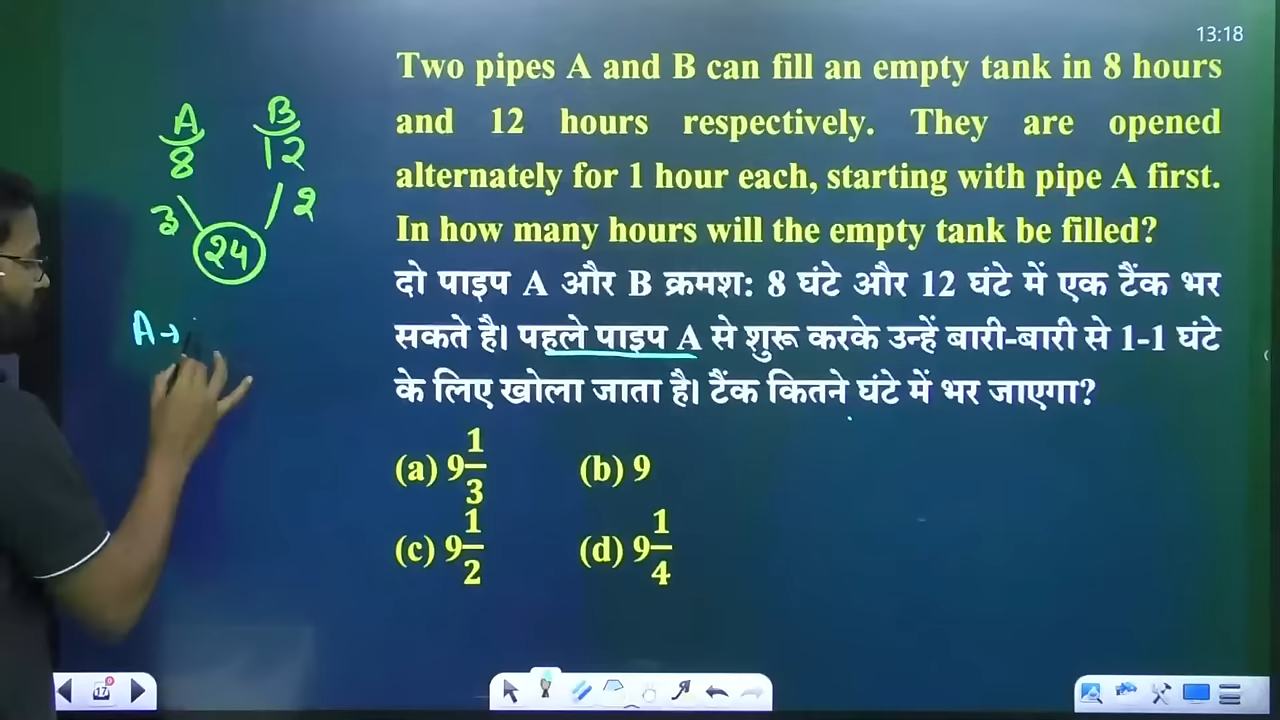 13:18
Two pipes A and B can fill an empty tank in 8 hours
and 12 hours respectively. They are opened
alternately for 1 hour each, starting with pipe A first.
In how many hours will the empty tank be filled?
दो पाइप A और B क्रमश: 8 घंटे और 12 घंटे में एक टैंक भर
सकते है। पहले पाइप A से शुरू करके उन्हें बारी-बारी से 1-1 घंटे
के लिए खोला जाता है। टैंक कितने घंटे में भर जाएगा?
(a) 9 1/3 (b) 9
(c) 9 1/2 (d) 9 1/4
A B
8 12
3 2
24
A →
17